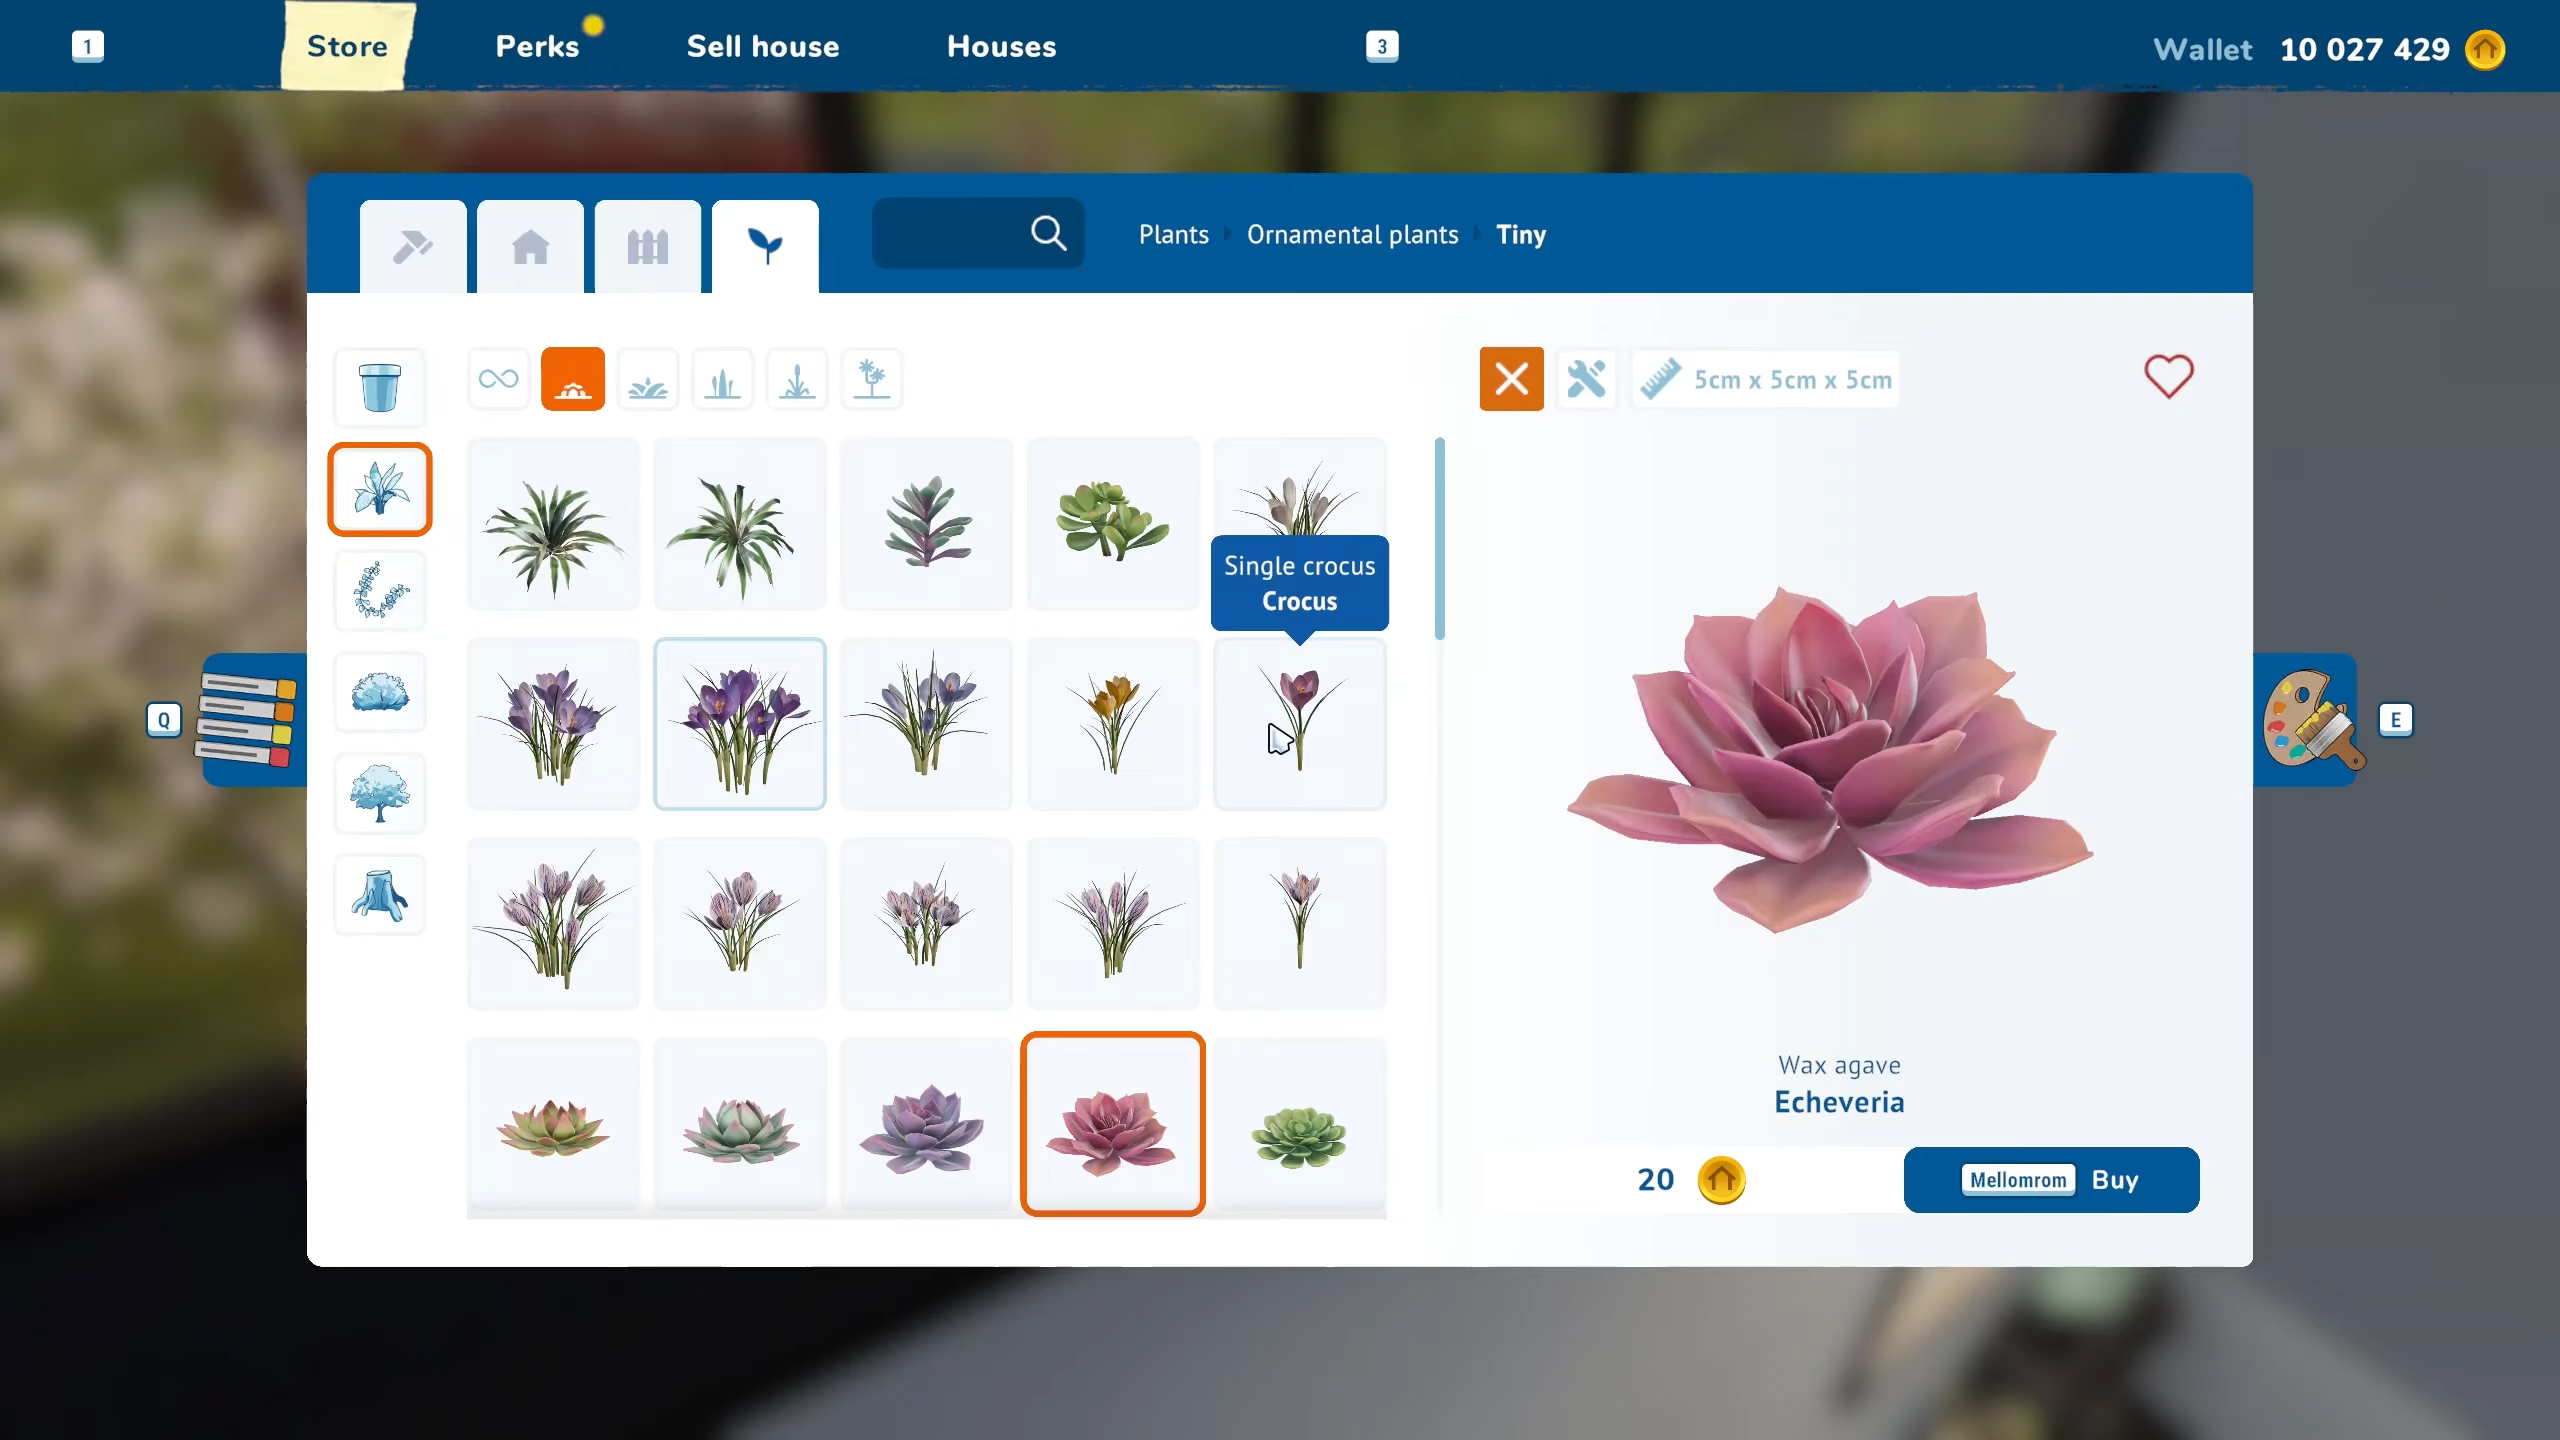 1
Store
Perks
Sell house
Houses
3
Wallet 10 027 429
Plants Ornamental plants Tiny
5cm x 5cm x 5cm
Single crocus
Crocus
Q
E
Wax agave
Echeveria
20
Mellomrom Buy